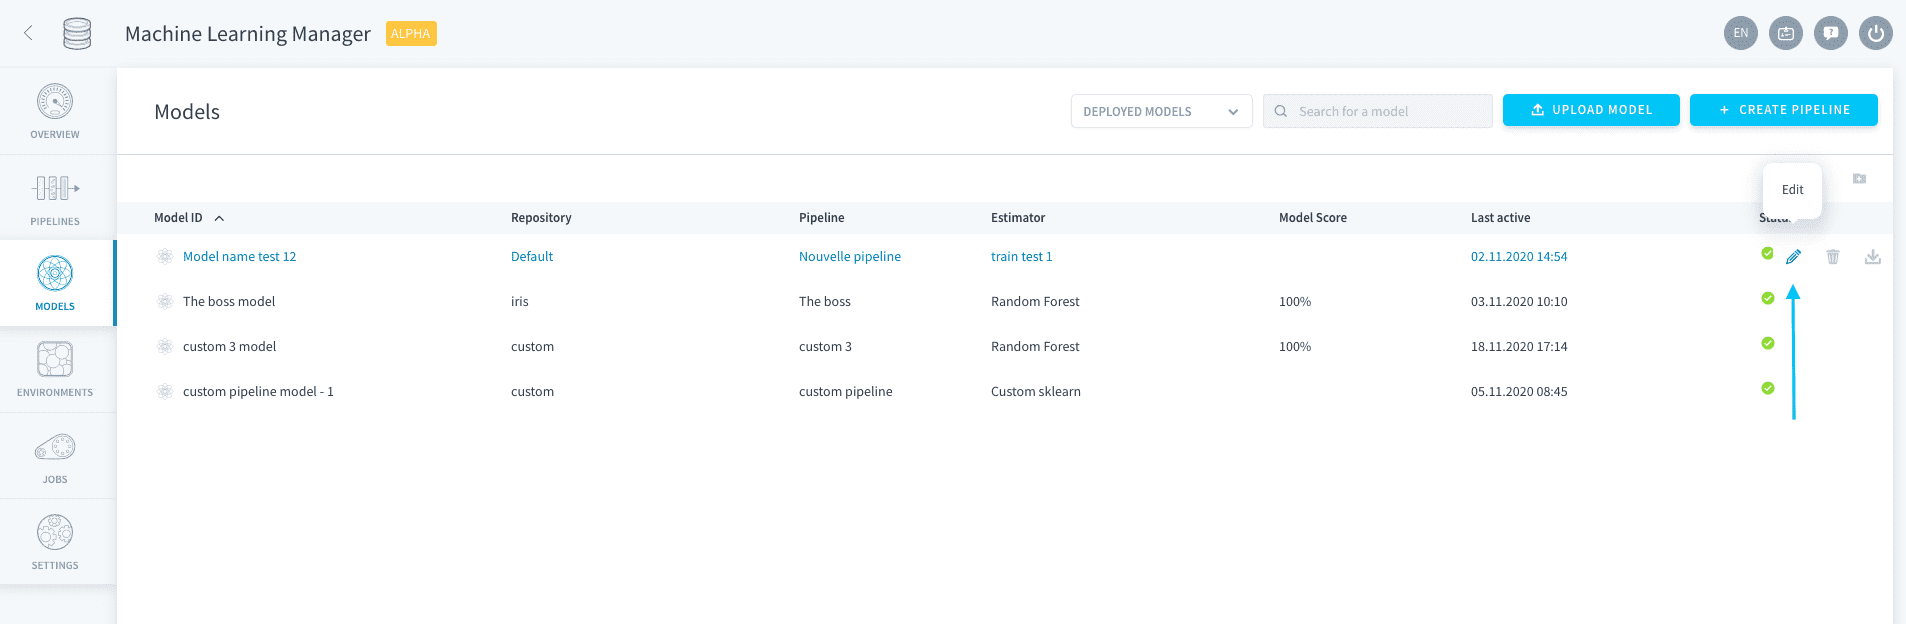 Machine Learning Manager ALPHA EN
OVERVIEW
PIPELINES
MODELS
ENVIRONMENTS
JOBS
SETTINGS
Models DEPLOYED MODELS Search for a model UPLOAD MODEL + CREATE PIPELINE
Edit
Model ID Repository Pipeline Estimator Model Score Last active
Model name test 12 Default Nouvelle pipeline train test 1 02.11.2020 14:54
The boss model iris The boss Random Forest 100% 03.11.2020 10:10
custom 3 model custom custom 3 Random Forest 100% 18.11.2020 17:14
custom pipeline model - 1 custom custom pipeline Custom sklearn 05.11.2020 08:45